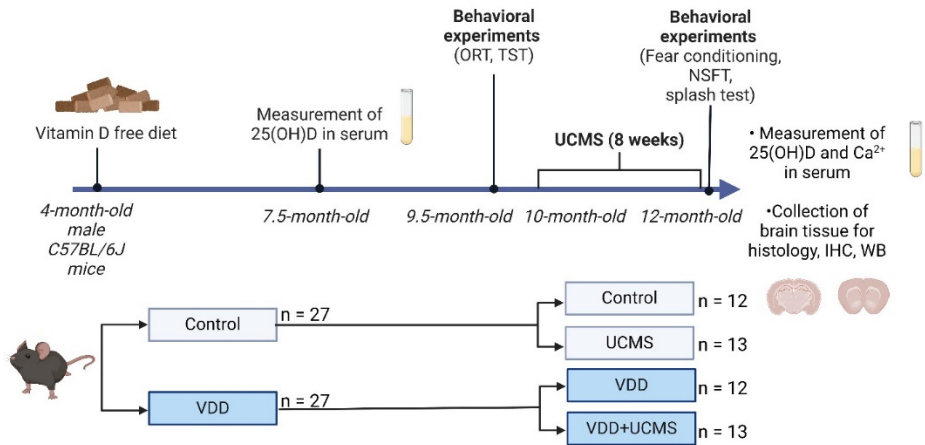 Behavioral
experiments
(ORT, TST)
Behavioral
experiments
(Fear conditioning,
NSFT,
splash test)
Measurement of
25(OH)D in serum
Vitamin D free diet
UCMS (8 weeks)
• Measurement of
25(OH)D and Ca²⁺
in serum
4-month-old
male
C57BL/6J
mice
7.5-month-old
9.5-month-old
10-month-old
12-month-old
•Collection of
brain tissue for
histology, IHC, WB
Control
n = 27
Control
n = 12
UCMS
n = 13
VDD
n = 27
VDD
n = 12
VDD+UCMS
n = 13